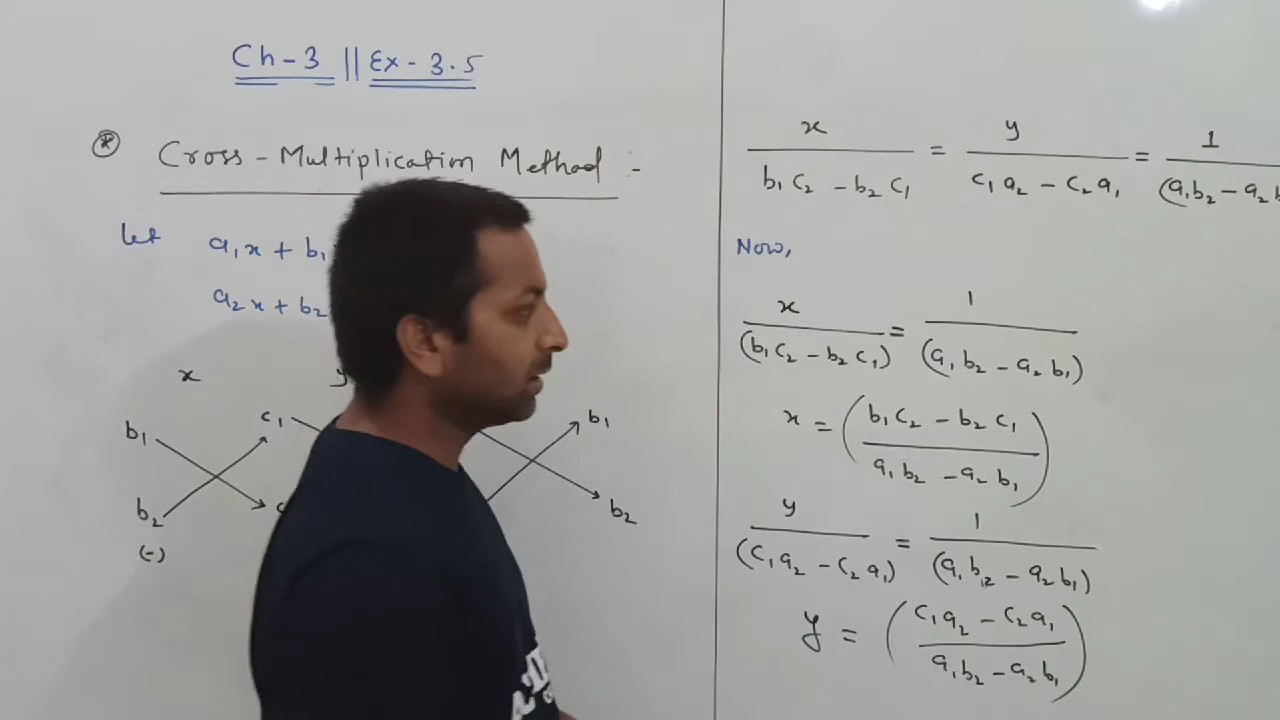 Ch-3 || Ex-3.5
* Cross-Multiplication Method :-
let a₁x + b₁
a₂x + b₂
x y
b₁ c₁ b₁
b₂ c b₂
(-)
x / b₁c₂ - b₂c₁ = y / c₁a₂ - c₂a₁ = 1 / (a₁b₂ - a₂b
Now,
x / (b₁c₂ - b₂c₁) = 1 / (a₁b₂ - a₂b₁)
x = (b₁c₂ - b₂c₁ / a₁b₂ - a₂b₁)
y / (c₁a₂ - c₂a₁) = 1 / (a₁b₂ - a₂b₁)
y = (c₁a₂ - c₂a₁ / a₁b₂ - a₂b₁)